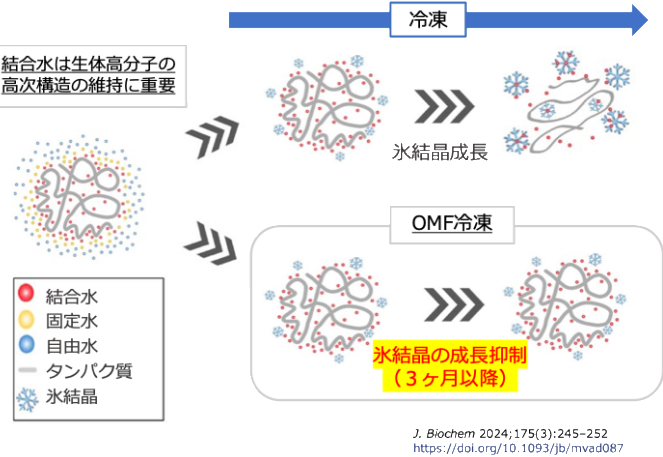 冷凍
結合水は生体高分子の
高次構造の維持に重要
氷結晶成長
OMF冷凍
結合水
固定水
自由水
タンパク質
氷結晶
氷結晶の成長抑制
（３ヶ月以降）
J. Biochem 2024;175(3):245–252
https://doi.org/10.1093/jb/mvad087